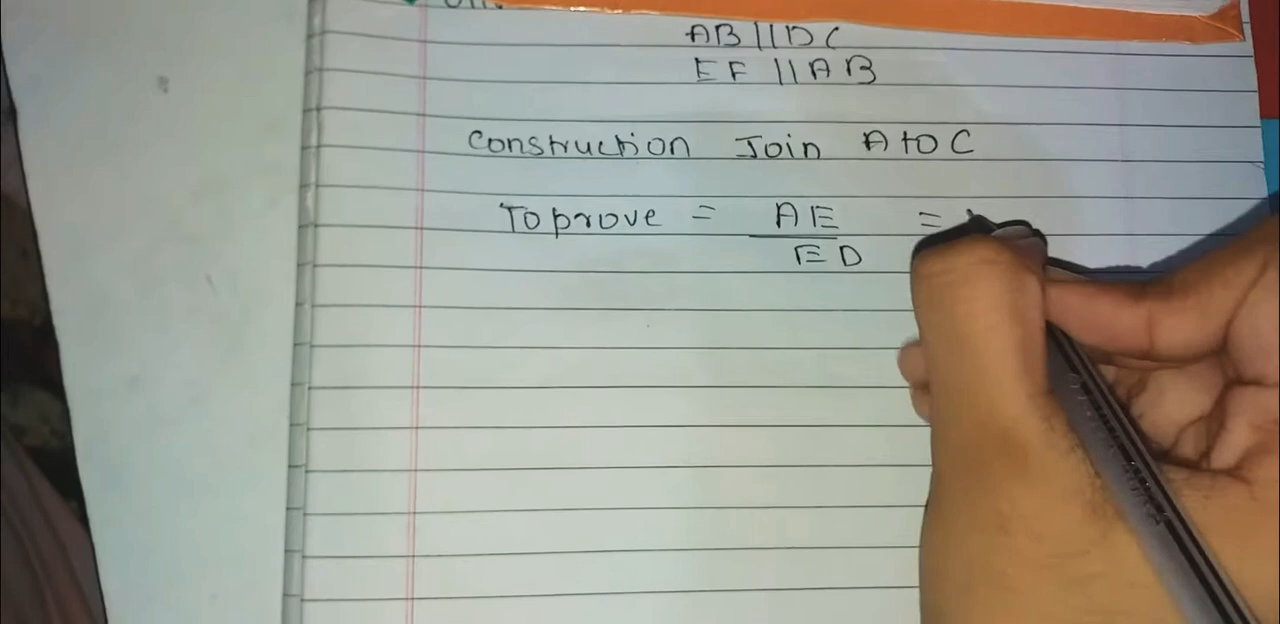 AB || DC
EF || AB
Construction Join A to C
To prove = AE =
ED